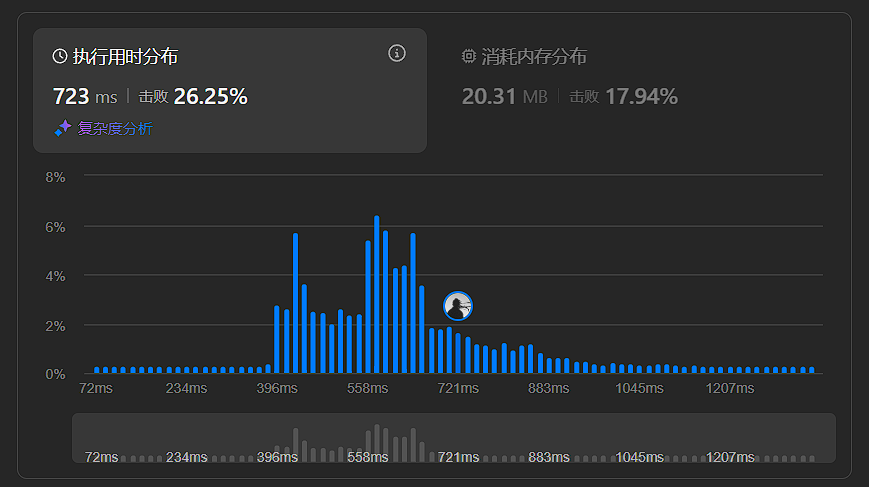 执行用时分布
723 ms | 击败 26.25%
复杂度分析
消耗内存分布
20.31 MB | 击败 17.94%
8%
6%
4%
2%
0%
72ms 234ms 396ms 558ms 721ms 883ms 1045ms 1207ms
72ms 234ms 396ms 558ms 721ms 883ms 1045ms 1207ms